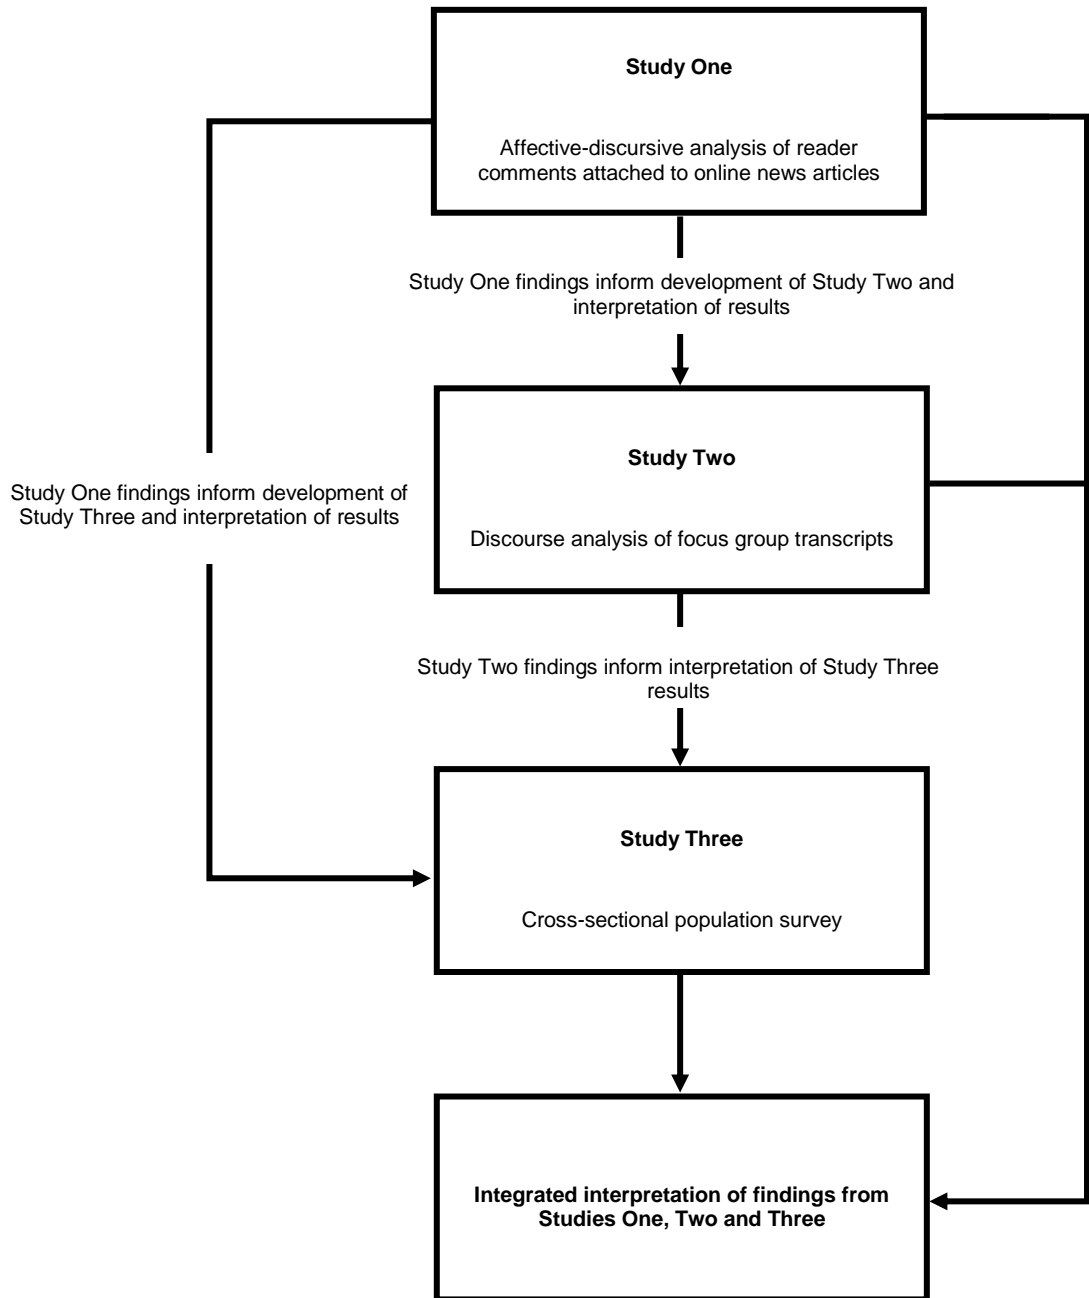 Study One
Affective-discursive analysis of reader
comments attached to online news articles
Study One findings inform development of Study Two and
interpretation of results
Study Two
Discourse analysis of focus group transcripts
Study One findings inform development of
Study Three and interpretation of results
Study Two findings inform interpretation of Study Three
results
Study Three
Cross-sectional population survey
Integrated interpretation of findings from
Studies One, Two and Three